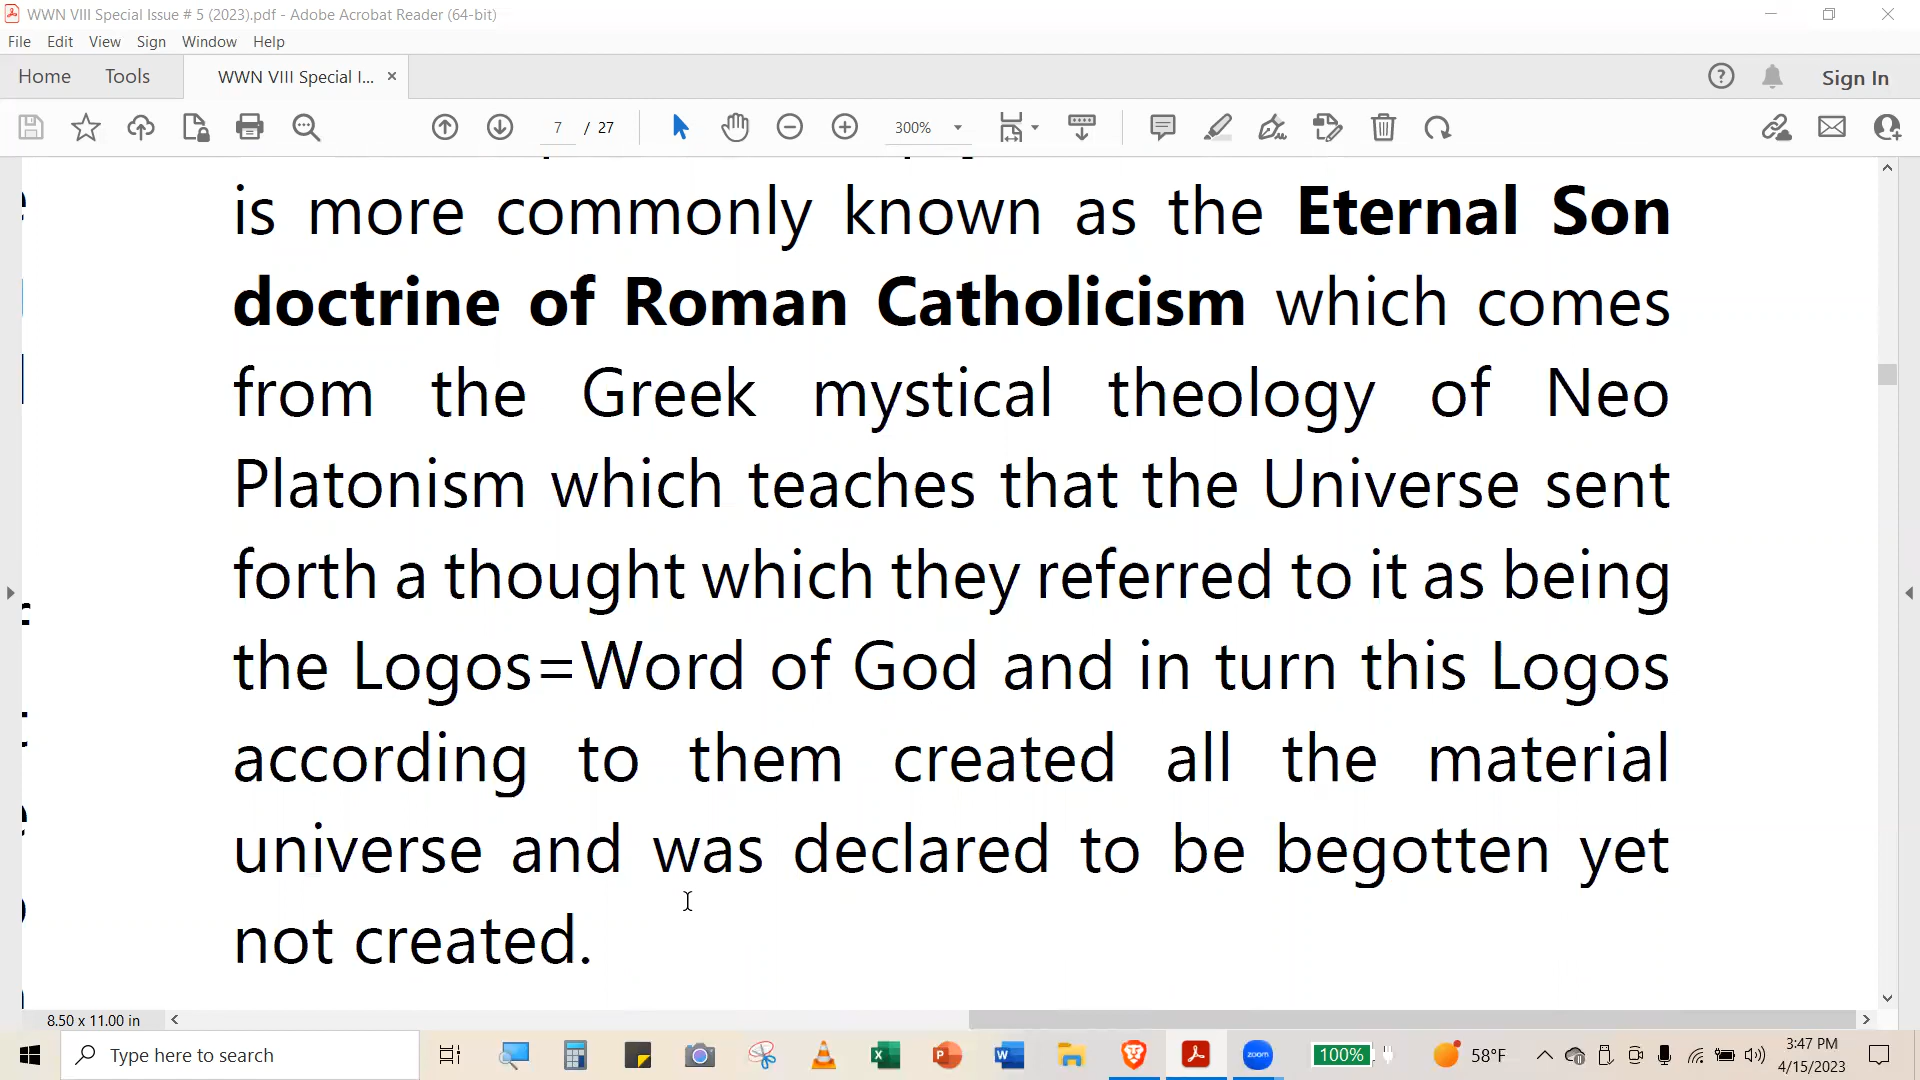 WWN VIII Special Issue # 5 (2023).pdf - Adobe Acrobat Reader (64-bit)
File Edit View Sign Window Help
Home Tools WWN VIII Special I... × Sign In
7 / 27 300%
is more commonly known as the Eternal Son
doctrine of Roman Catholicism which comes
from the Greek mystical theology of Neo
Platonism which teaches that the Universe sent
forth a thought which they referred to it as being
the Logos=Word of God and in turn this Logos
according to them created all the material
universe and was declared to be begotten yet
not created.
8.50 x 11.00 in
Type here to search zoom 100% 58°F 3:47 PM
4/15/2023